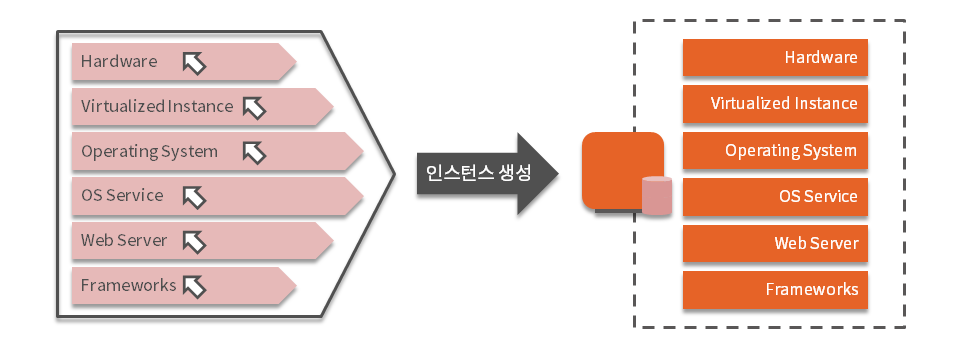 Hardware
Virtualized Instance
Operating System
OS Service
Web Server
Frameworks
인스턴스 생성
Hardware
Virtualized Instance
Operating System
OS Service
Web Server
Frameworks